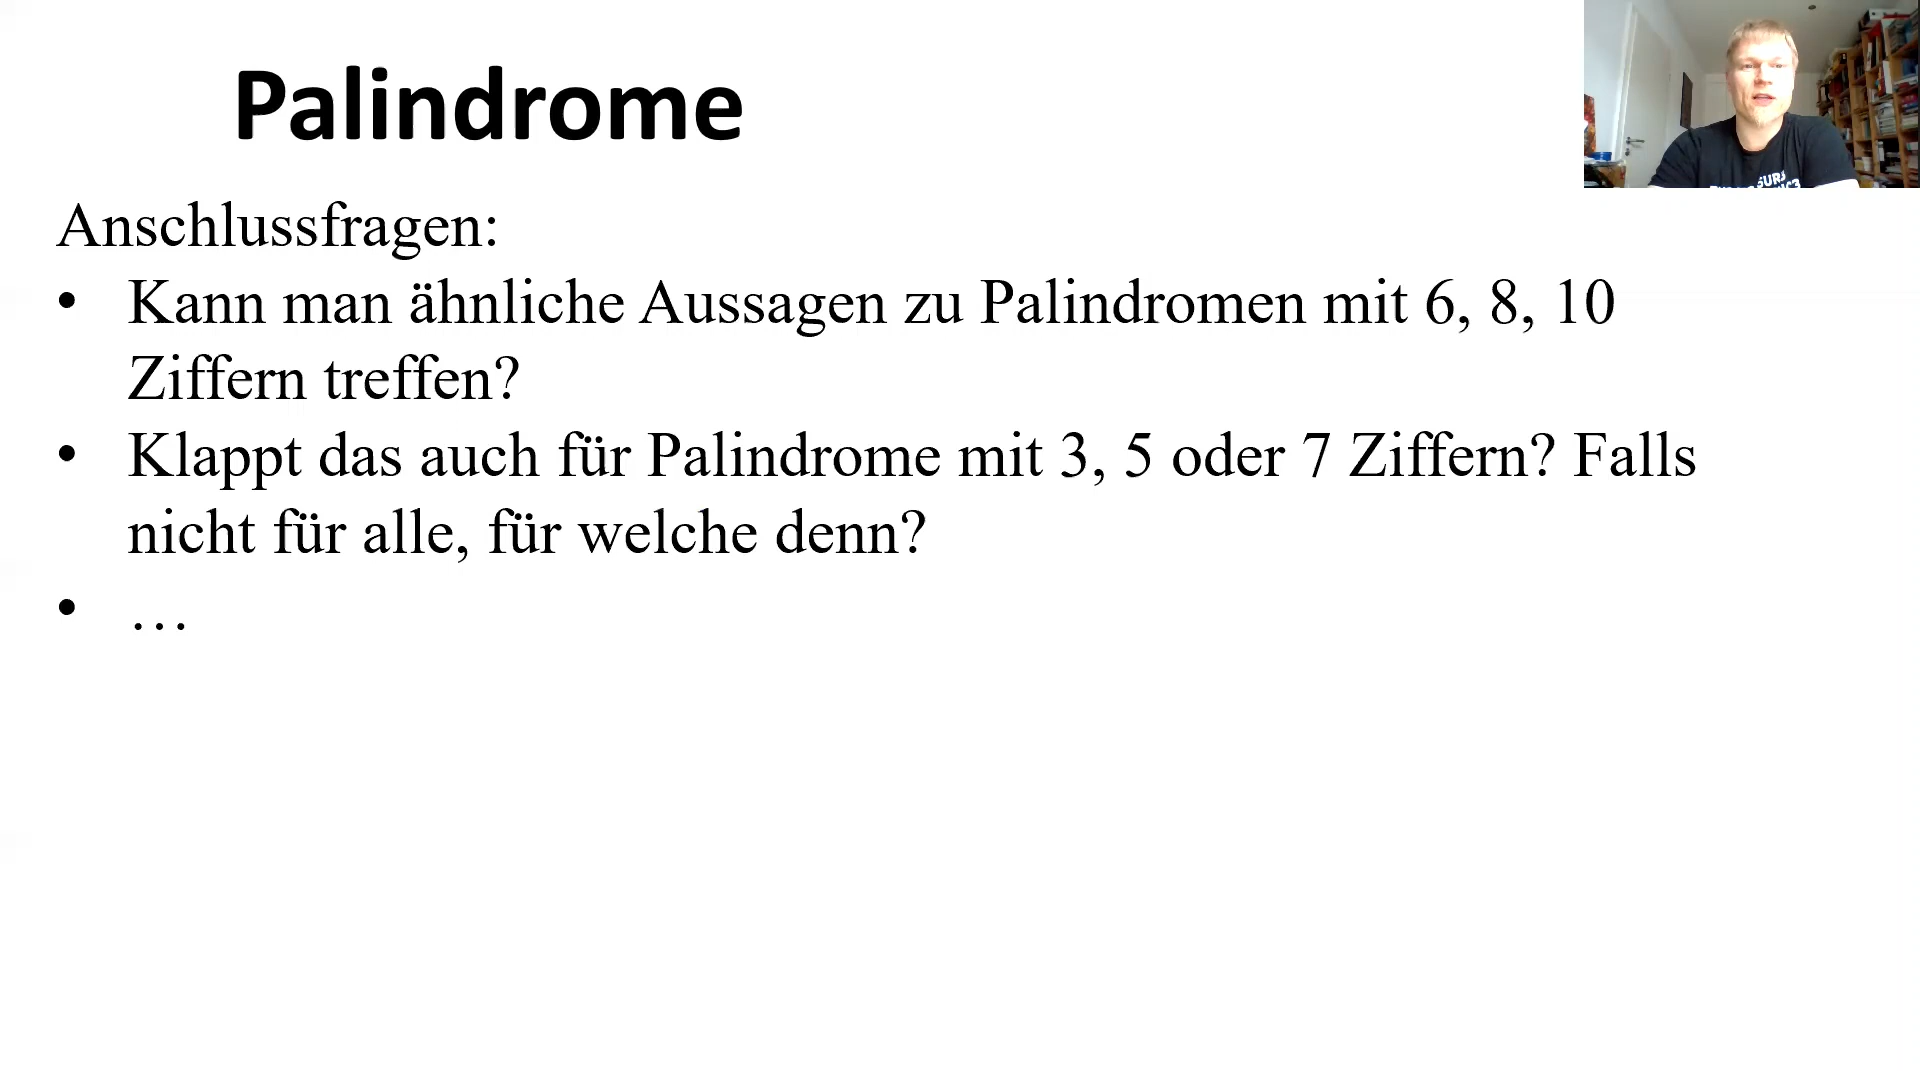 Palindrome
Anschlussfragen:
• Kann man ähnliche Aussagen zu Palindromen mit 6, 8, 10
Ziffern treffen?
• Klappt das auch für Palindrome mit 3, 5 oder 7 Ziffern? Falls
nicht für alle, für welche denn?
• …